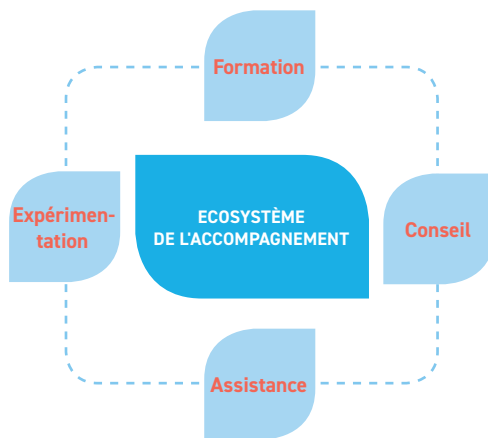 Formation
Expérimen-
tation
ECOSYSTÈME
DE L'ACCOMPAGNEMENT
Conseil
Assistance